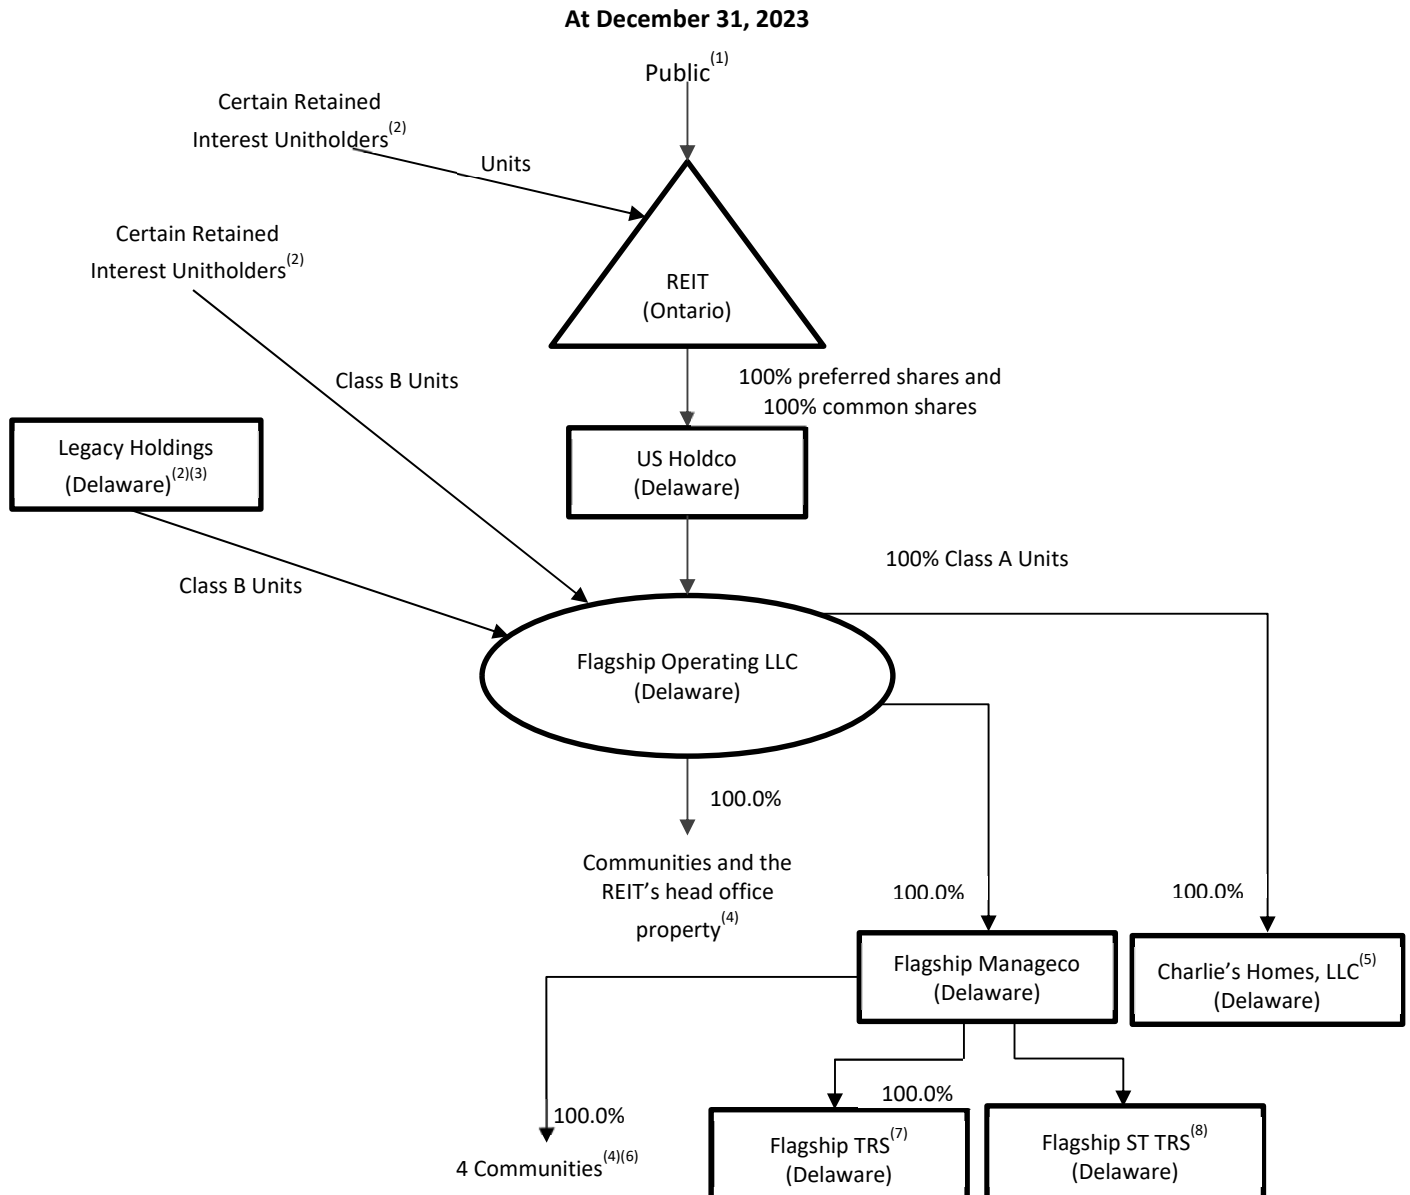 At December 31, 2023
Public(1)
Certain Retained
Interest Unitholders(2)
Units
Certain Retained
Interest Unitholders(2)
REIT
(Ontario)
Class B Units
100% preferred shares and
100% common shares
Legacy Holdings
(Delaware)(2)(3)
US Holdco
(Delaware)
Class B Units
100% Class A Units
Flagship Operating LLC
(Delaware)
100.0%
Communities and the
REIT’s head office
property(4)
100.0%
100.0%
Flagship Manageco
(Delaware)
Charlie’s Homes, LLC(5)
(Delaware)
100.0%
100.0%
4 Communities(4)(6)
Flagship TRS(7)
(Delaware)
Flagship ST TRS(8)
(Delaware)